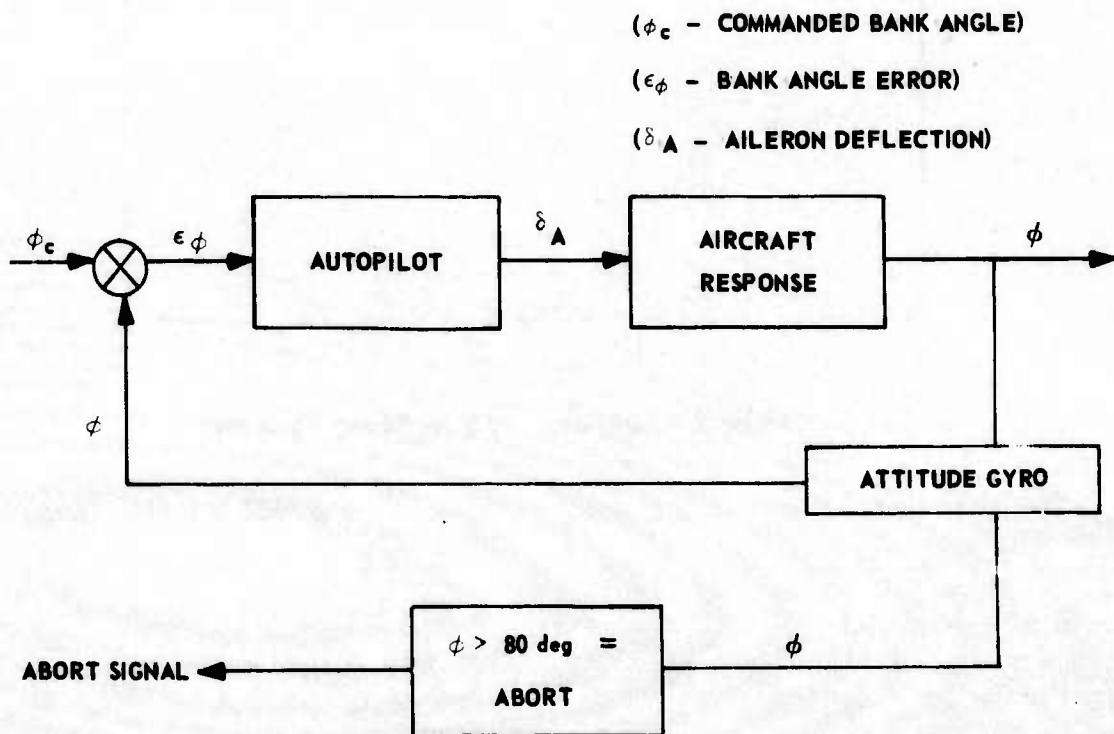 (ϕc – COMMANDED BANK ANGLE)
(ϵϕ – BANK ANGLE ERROR)
(δA – AILERON DEFLECTION)
ϕc
ϵϕ
AUTOPILOT
δA
AIRCRAFT
RESPONSE
ϕ
ϕ
ATTITUDE GYRO
ϕ > 80 deg =
ABORT
ϕ
ABORT SIGNAL